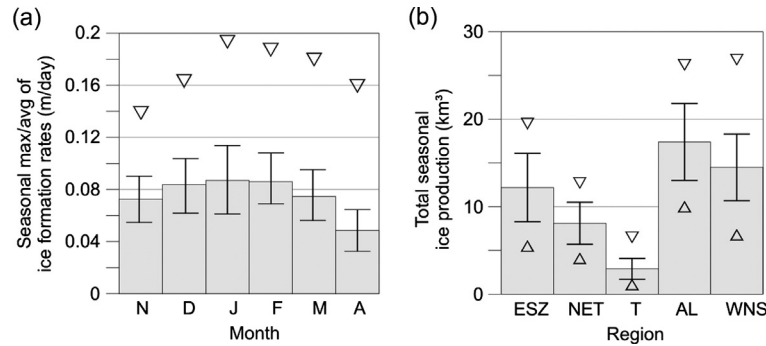 (a)
Seasonal max/avg of
ice formation rates (m/day)
0.2
0.16
0.12
0.08
0.04
0
N D J F M A
Month
(b)
Total seasonal
ice production (km³)
30
20
10
0
ESZ NET T AL WNS
Region